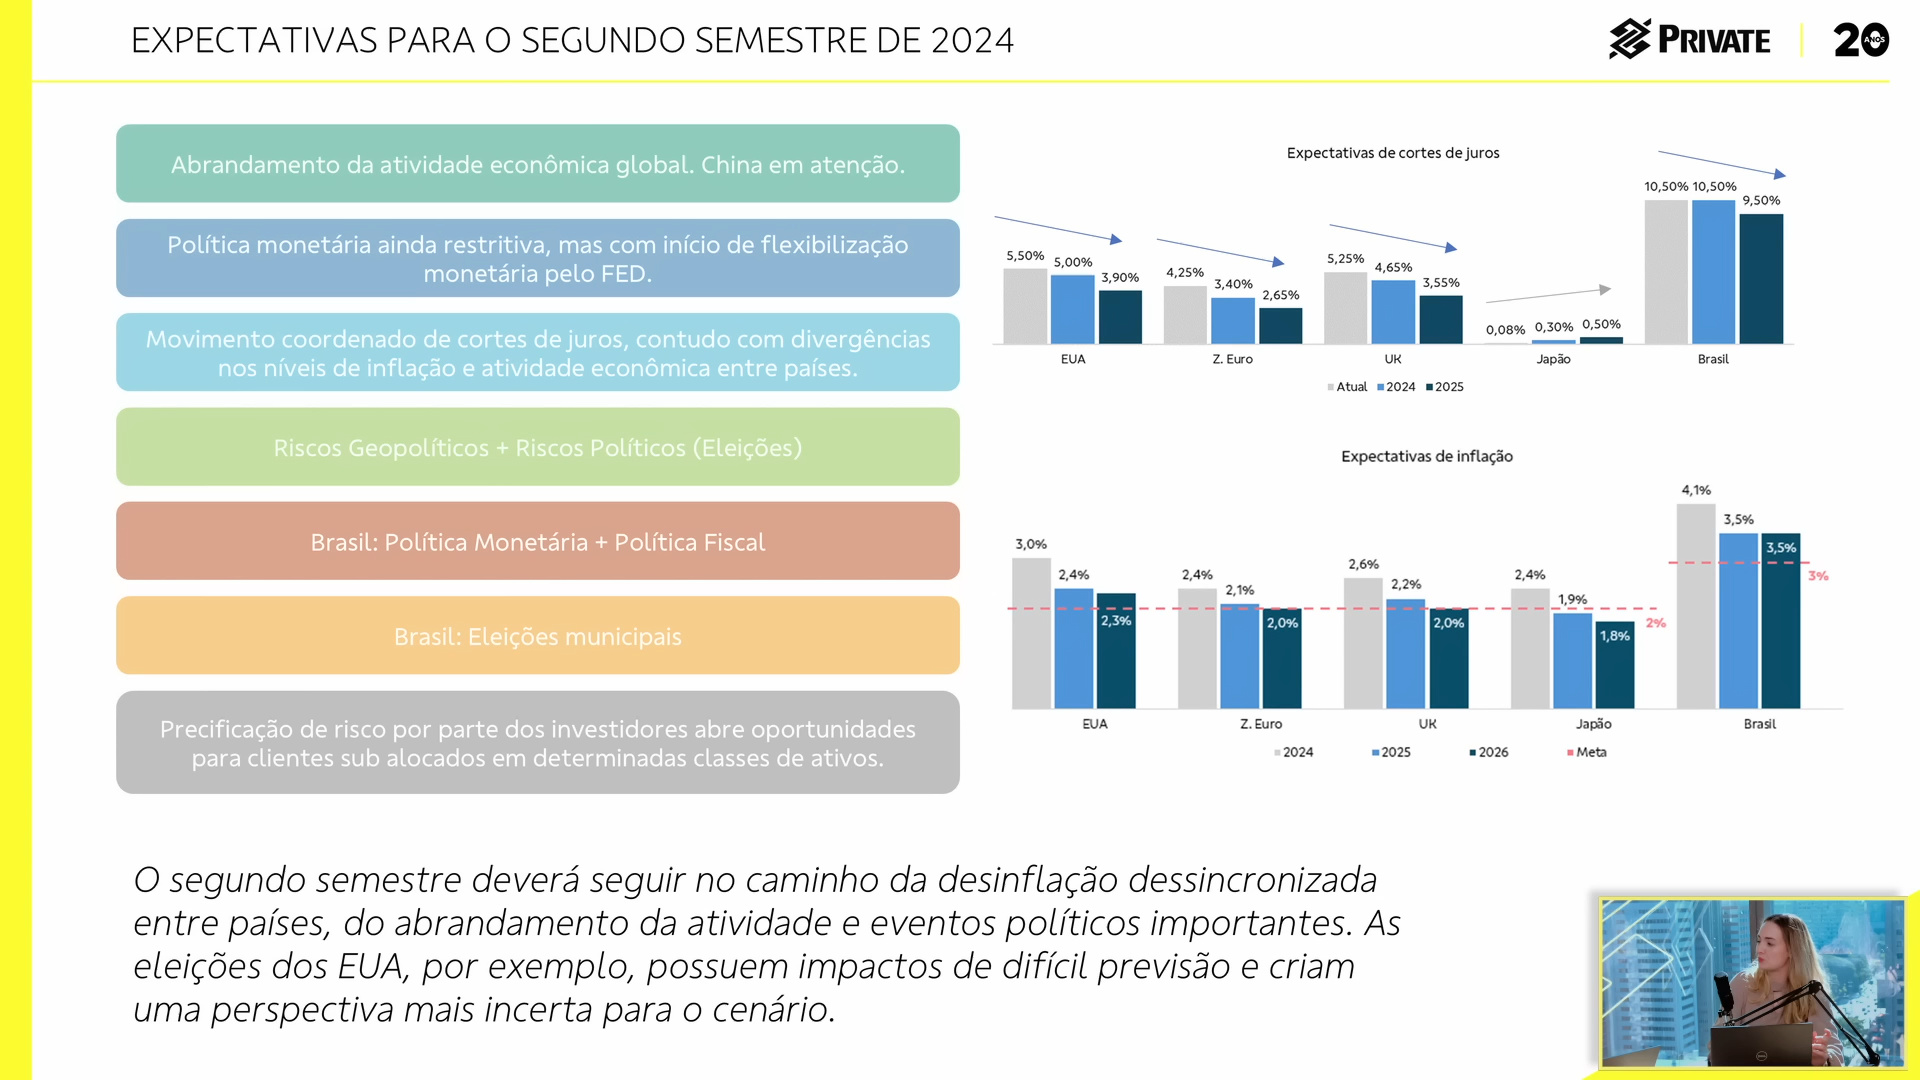 EXPECTATIVAS PARA O SEGUNDO SEMESTRE DE 2024
PRIVATE
20
ANOS
Abrandamento da atividade econômica global. China em atenção.
Política monetária ainda restritiva, mas com início de flexibilização
monetária pelo FED.
Movimento coordenado de cortes de juros, contudo com divergências
nos níveis de inflação e atividade econômica entre países.
Riscos Geopolíticos + Riscos Políticos (Eleições)
Brasil: Política Monetária + Política Fiscal
Brasil: Eleições municipais
Precificação de risco por parte dos investidores abre oportunidades
para clientes sub alocados em determinadas classes de ativos.
Expectativas de cortes de juros
5,50% 5,00% 3,90%
4,25% 3,40% 2,65%
5,25% 4,65% 3,55%
0,08% 0,30% 0,50%
10,50% 10,50% 9,50%
EUA Z. Euro UK Japão Brasil
Atual 2024 2025
Expectativas de inflação
3,0% 2,4% 2,3%
2,4% 2,1% 2,0%
2,6% 2,2% 2,0%
2,4% 1,9% 1,8%
2%
4,1% 3,5% 3,5%
3%
EUA Z. Euro UK Japão Brasil
2024 2025 2026 Meta
O segundo semestre deverá seguir no caminho da desinflação dessincronizada
entre países, do abrandamento da atividade e eventos políticos importantes. As
eleições dos EUA, por exemplo, possuem impactos de difícil previsão e criam
uma perspectiva mais incerta para o cenário.